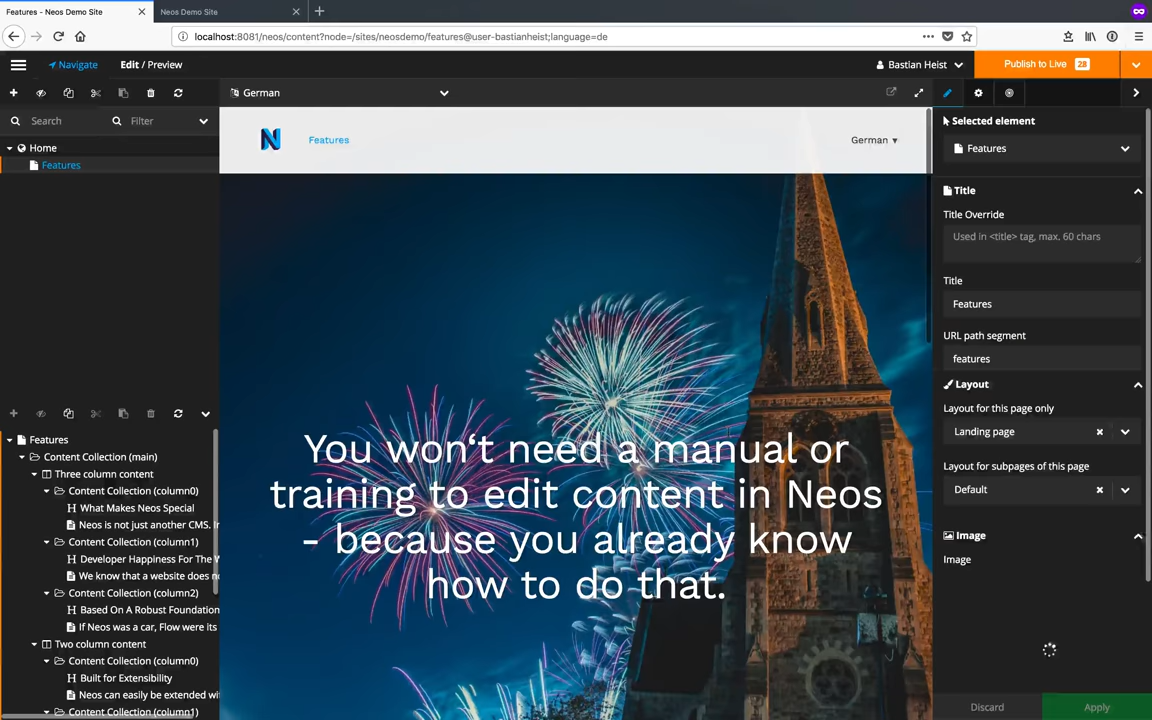 Features - Neos Demo Site
Neos Demo Site
localhost:8081/neos/content?node=/sites/neosdemo/features@user-bastianheist;language=de
Navigate
Edit / Preview
Bastian Heist
Publish to Live 28
German
Search
Filter
Home
Features
Features
German ▾
You won‘t need a manual or
training to edit content in Neos
- because you already know
how to do that.
Features
Content Collection (main)
Three column content
Content Collection (column0)
What Makes Neos Special
Neos is not just another CMS. In
Content Collection (column1)
Developer Happiness For The W
We know that a website does no
Content Collection (column2)
Based On A Robust Foundation
If Neos was a car, Flow were its
Two column content
Content Collection (column0)
Built for Extensibility
Neos can easily be extended wi
Content Collection (column1)
Selected element
Features
Title
Title Override
Used in <title> tag, max. 60 chars
Title
Features
URL path segment
features
Layout
Layout for this page only
Landing page
Layout for subpages of this page
Default
Image
Image
Discard
Apply